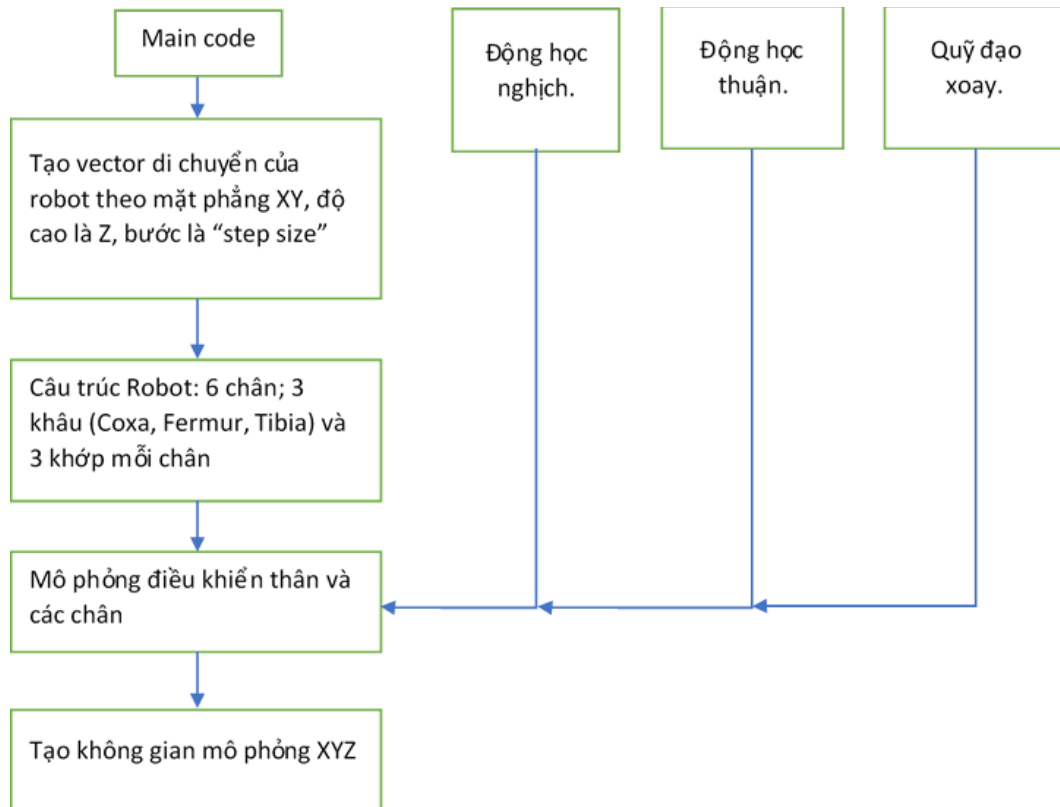 Main code
Tạo vector di chuyển của
robot theo mặt phẳng XY, độ
cao là Z, bước là “step size”
Câu trúc Robot: 6 chân; 3
khâu (Coxa, Fermur, Tibia) và
3 khớp mỗi chân
Mô phỏng điều khiển thân và
các chân
Tạo không gian mô phỏng XYZ
Động học
nghịch.
Động học
thuận.
Quỹ đạo
xoay.